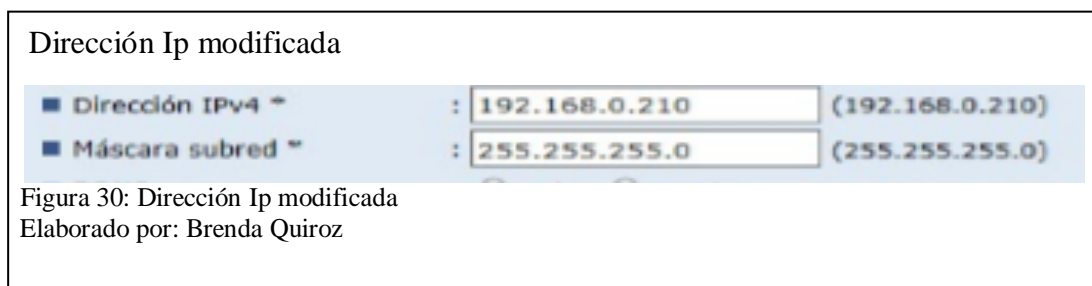 Dirección Ip modificada
Dirección IPv4 * : 192.168.0.210 (192.168.0.210)
Máscara subred * : 255.255.255.0 (255.255.255.0)
Figura 30: Dirección Ip modificada
Elaborado por: Brenda Quiroz